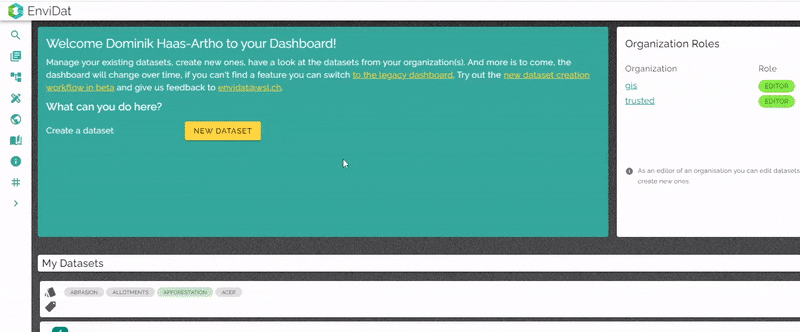 EnviDat
Welcome Dominik Haas-Artho to your Dashboard!
Manage your existing datasets, create new ones, have a look at the datasets from your organization(s). And more is to come, the
dashboard will change over time, if you can't find a feature you can switch to the legacy dashboard. Try out the new dataset creation
workflow in beta and give us feedback to envidat@wsl.ch.
What can you do here?
Create a dataset
NEW DATASET
Organization Roles
Organization Role
gis EDITOR
trusted EDITOR
As an editor of an organisation you can edit datasets
create new ones.
My Datasets
ABRASION ALLOTMENTS AFFORESTATION ACER